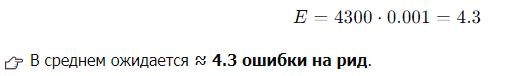 E = 4300 · 0.001 = 4.3
👉 В среднем ожидается ≈ 4.3 ошибки на рид.